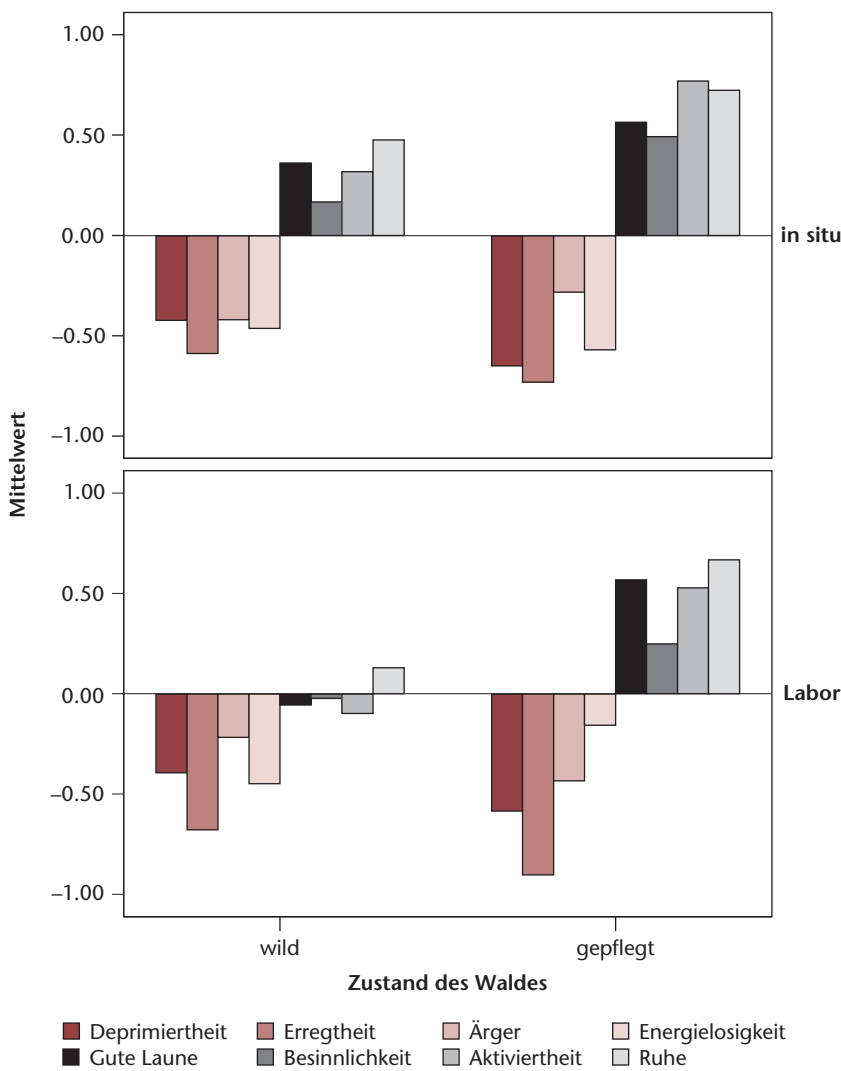 1.00
0.50
0.00
–0.50
–1.00
in situ
Mittelwert
1.00
0.50
0.00
–0.50
–1.00
Labor
wild gepflegt
Zustand des Waldes
Deprimiertheit Erregtheit Ärger Energielosigkeit
Gute Laune Besinnlichkeit Aktiviertheit Ruhe